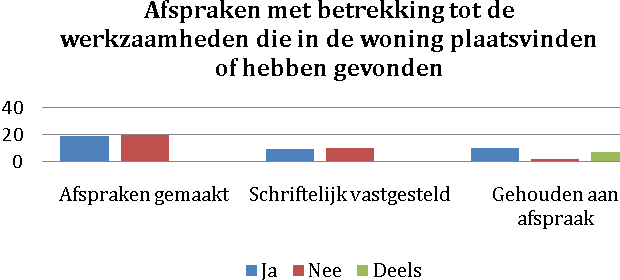 Afspraken met betrekking tot de
werkzaamheden die in de woning plaatsvinden
of hebben gevonden
40
20
0
Afspraken gemaakt Schriftelijk vastgesteld Gehouden aan
afspraak
Ja Nee Deels